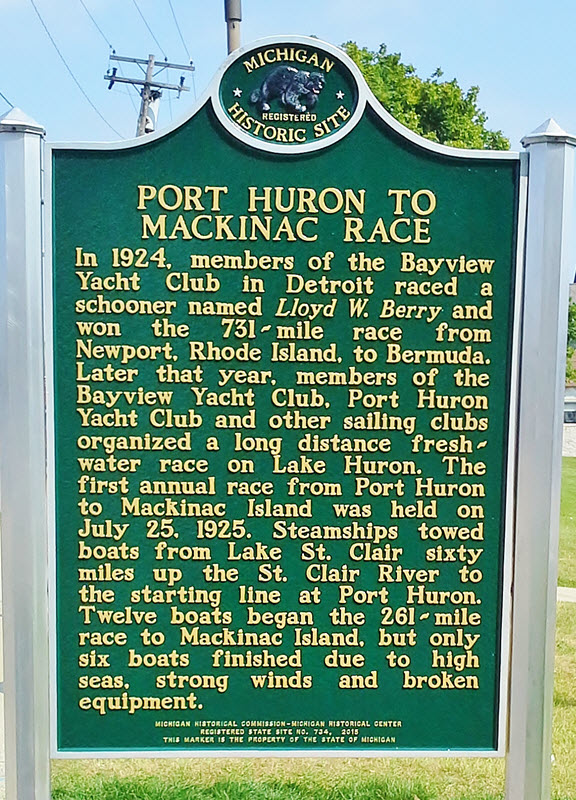 MICHIGAN
REGISTERED
HISTORIC SITE
PORT HURON TO
MACKINAC RACE
In 1924, members of the Bayview
Yacht Club in Detroit raced a
schooner named Lloyd W. Berry and
won the 731-mile race from
Newport, Rhode Island, to Bermuda.
Later that year, members of the
Bayview Yacht Club, Port Huron
Yacht Club and other sailing clubs
organized a long distance fresh-
water race on Lake Huron. The
first annual race from Port Huron
to Mackinac Island was held on
July 25, 1925. Steamships towed
boats from Lake St. Clair sixty
miles up the St. Clair River to
the starting line at Port Huron.
Twelve boats began the 261-mile
race to Mackinac Island, but only
six boats finished due to high
seas, strong winds and broken
equipment.
MICHIGAN HISTORICAL COMMISSION-MICHIGAN HISTORICAL CENTER
REGISTERED STATE SITE NO. 734, 2015
THIS MARKER IS THE PROPERTY OF THE STATE OF MICHIGAN